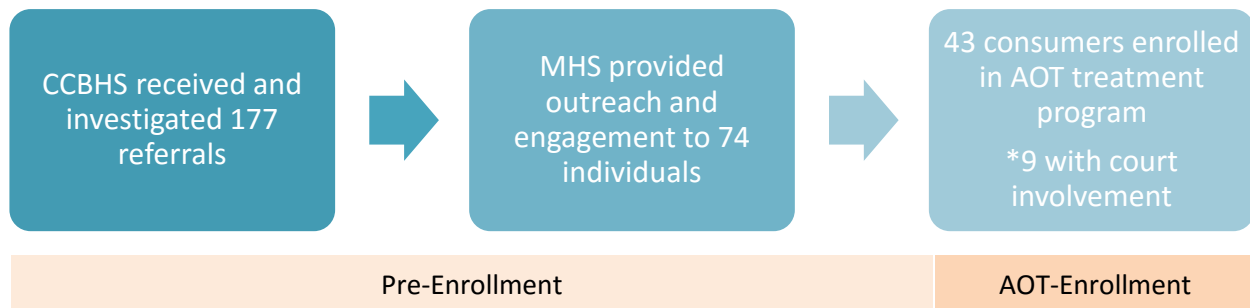 CCBHS received and
investigated 177
referrals
MHS provided
outreach and
engagement to 74
individuals
43 consumers enrolled
in AOT treatment
program
*9 with court
involvement
Pre-Enrollment
AOT-Enrollment